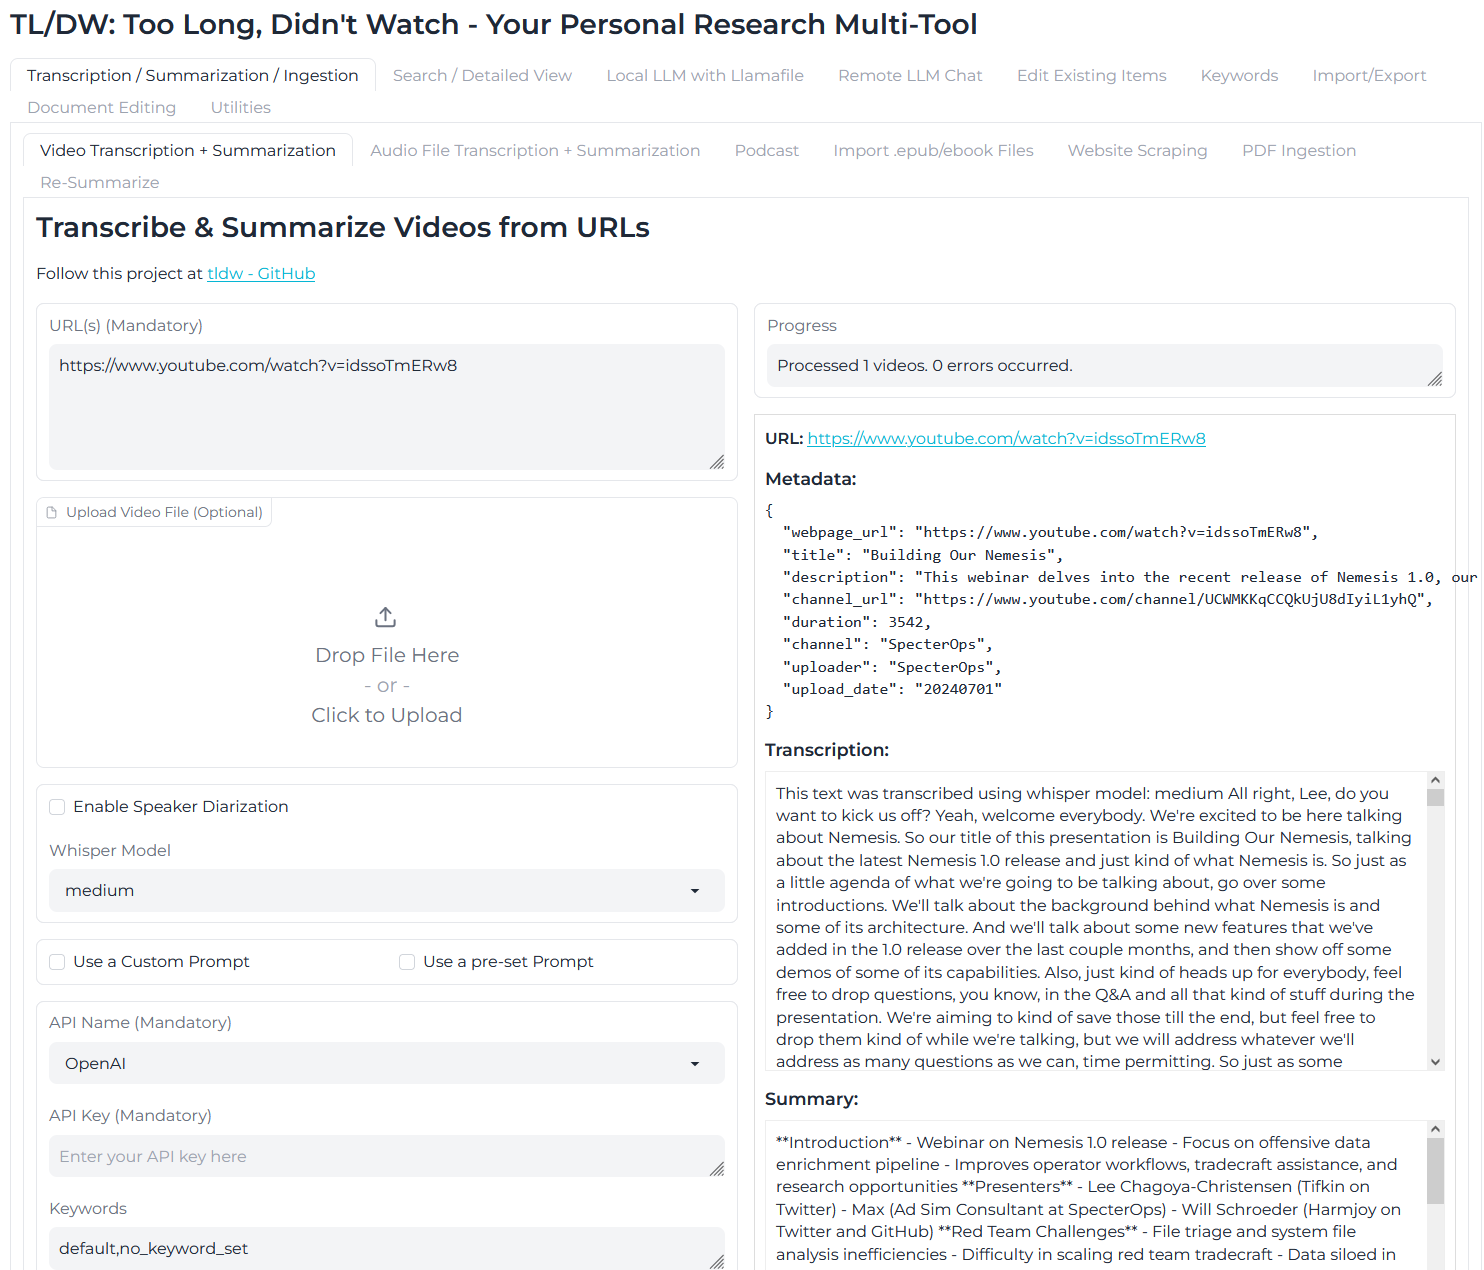 TL/DW: Too Long, Didn't Watch - Your Personal Research Multi-Tool
Transcription / Summarization / Ingestion
Search / Detailed View
Local LLM with Llamafile
Remote LLM Chat
Edit Existing Items
Keywords
Import/Export
Document Editing
Utilities
Video Transcription + Summarization
Audio File Transcription + Summarization
Podcast
Import .epub/ebook Files
Website Scraping
PDF Ingestion
Re-Summarize
Transcribe & Summarize Videos from URLs
Follow this project at tldw - GitHub
URL(s) (Mandatory)
https://www.youtube.com/watch?v=idssoTmERw8
Upload Video File (Optional)
Drop File Here
- or -
Click to Upload
Enable Speaker Diarization
Whisper Model
medium
Use a Custom Prompt
Use a pre-set Prompt
API Name (Mandatory)
OpenAI
API Key (Mandatory)
Enter your API key here
Keywords
default,no_keyword_set
Progress
Processed 1 videos. 0 errors occurred.
URL: https://www.youtube.com/watch?v=idssoTmERw8
Metadata:
{
"webpage_url": "https://www.youtube.com/watch?v=idssoTmERw8",
"title": "Building Our Nemesis",
"description": "This webinar delves into the recent release of Nemesis 1.0, our
"channel_url": "https://www.youtube.com/channel/UCWMKKqCCQkUjU8dIyiL1yhQ",
"duration": 3542,
"channel": "SpecterOps",
"uploader": "SpecterOps",
"upload_date": "20240701"
}
Transcription:
This text was transcribed using whisper model: medium All right, Lee, do you
want to kick us off? Yeah, welcome everybody. We're excited to be here talking
about Nemesis. So our title of this presentation is Building Our Nemesis, talking
about the latest Nemesis 1.0 release and just kind of what Nemesis is. So just as
a little agenda of what we're going to be talking about, go over some
introductions. We'll talk about the background behind what Nemesis is and
some of its architecture. And we'll talk about some new features that we've
added in the 1.0 release over the last couple months, and then show off some
demos of some of its capabilities. Also, just kind of heads up for everybody, feel
free to drop questions, you know, in the Q&A and all that kind of stuff during the
presentation. We're aiming to kind of save those till the end, but feel free to
drop them kind of while we're talking, but we will address whatever we'll
address as many questions as we can, time permitting. So just as some
Summary:
**Introduction** - Webinar on Nemesis 1.0 release - Focus on offensive data
enrichment pipeline - Improves operator workflows, tradecraft assistance, and
research opportunities **Presenters** - Lee Chagoya-Christensen (Tifkin on
Twitter) - Max (Ad Sim Consultant at SpecterOps) - Will Schroeder (Harmjoy on
Twitter and GitHub) **Red Team Challenges** - File triage and system file
analysis inefficiencies - Difficulty in scaling red team tradecraft - Data siloed in